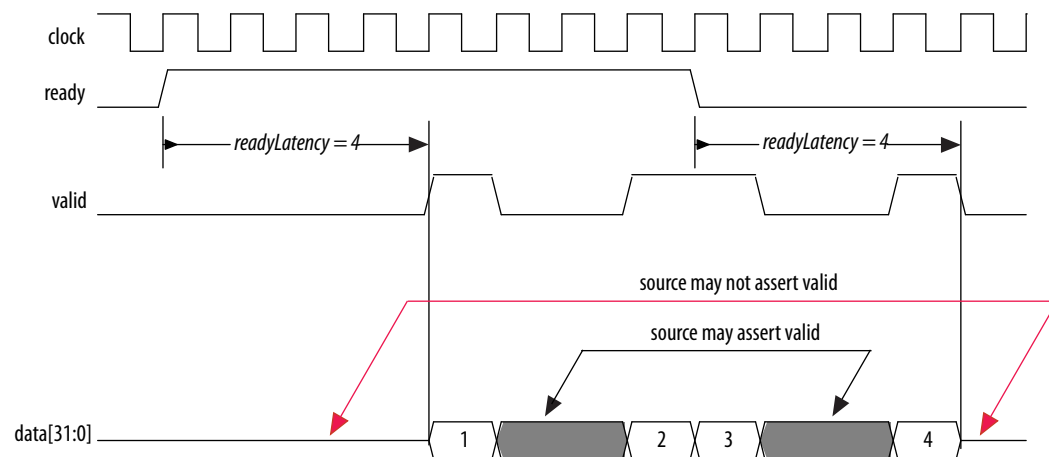 clock
ready
readyLatency = 4
readyLatency = 4
valid
source may not assert valid
source may assert valid
data[31:0]
1
2
3
4